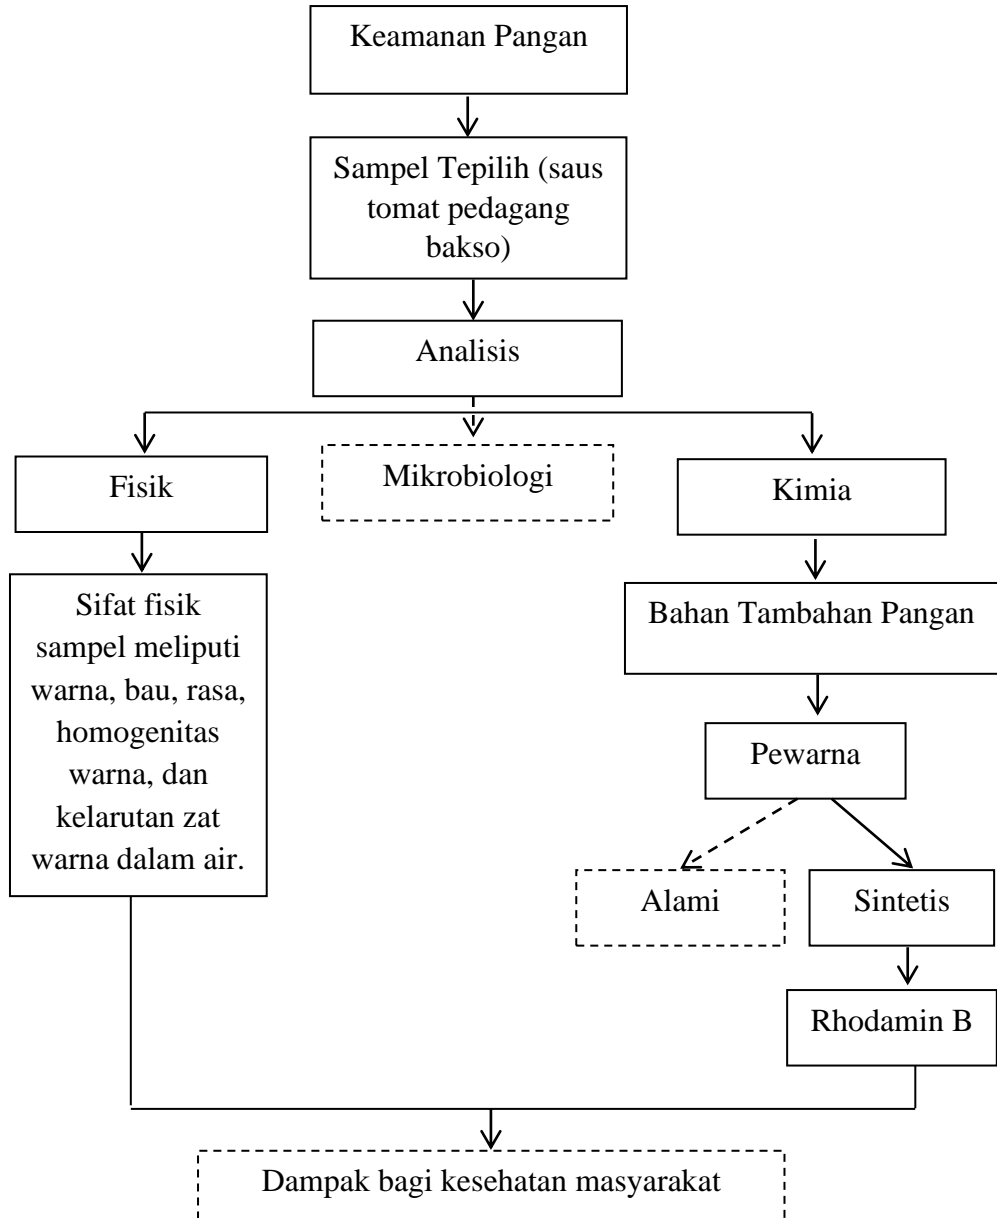 Keamanan Pangan
Sampel Tepilih (saus
tomat pedagang
bakso)
Analisis
Fisik
Mikrobiologi
Kimia
Sifat fisik
sampel meliputi
warna, bau, rasa,
homogenitas
warna, dan
kelarutan zat
warna dalam air.
Bahan Tambahan Pangan
Pewarna
Alami
Sintetis
Rhodamin B
Dampak bagi kesehatan masyarakat